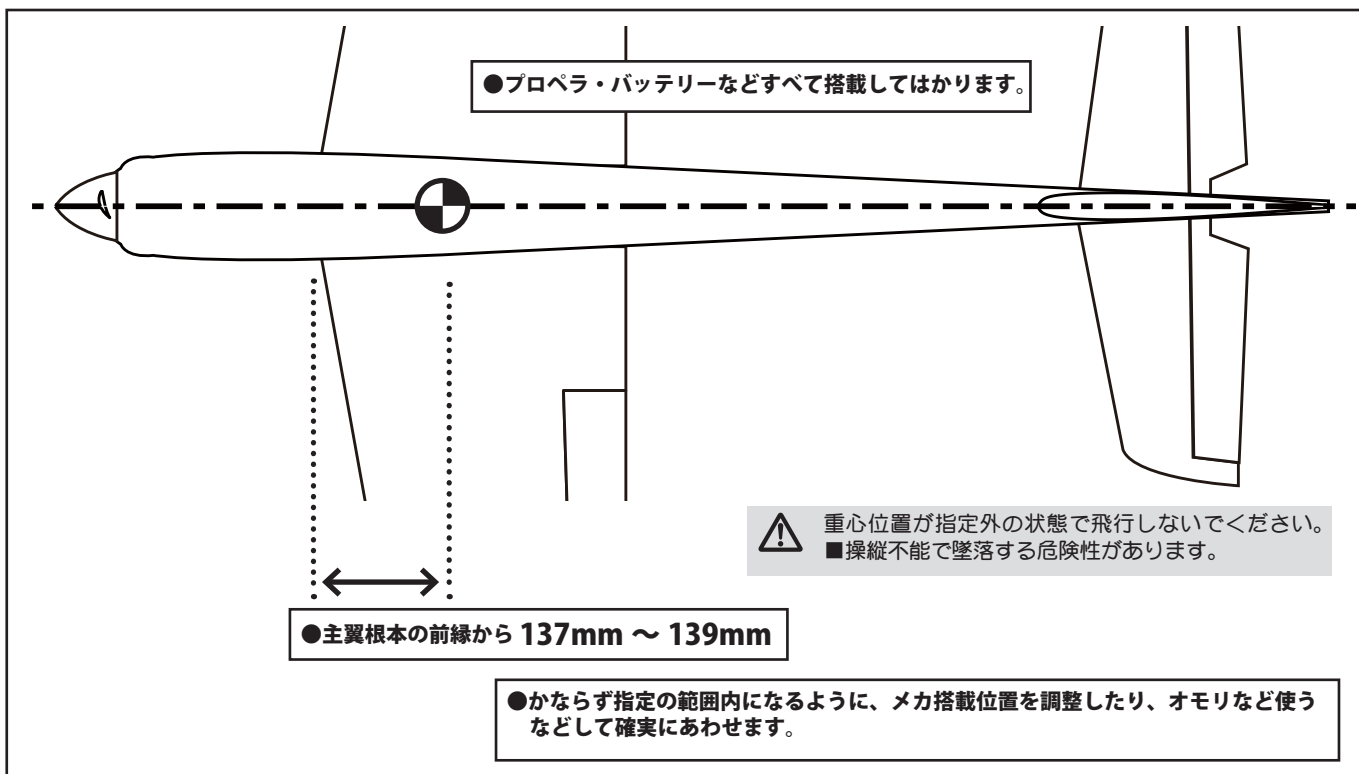 ●プロペラ・バッテリーなどすべて搭載してはかります。
重心位置が指定外の状態で飛行しないでください。
■操縦不能で墜落する危険性があります。
●主翼根本の前縁から 137mm ～ 139mm
●かならず指定の範囲内になるように、メカ搭載位置を調整したり、オモリなど使う
などして確実にあわせます。